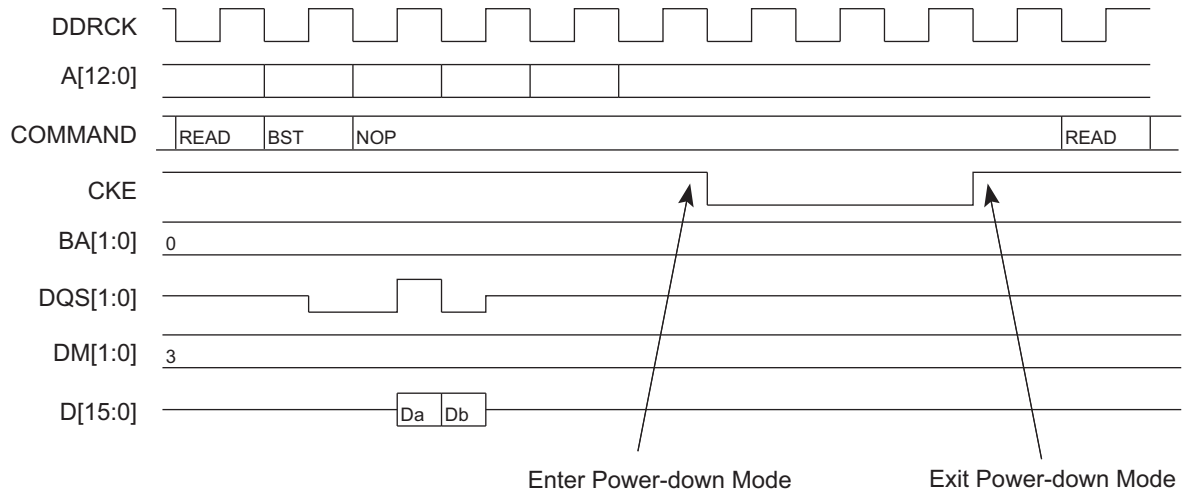 DDRCK
A[12:0]
COMMAND READ BST NOP READ
CKE
BA[1:0] 0
DQS[1:0]
DM[1:0] 3
D[15:0] Da Db
Enter Power-down Mode Exit Power-down Mode